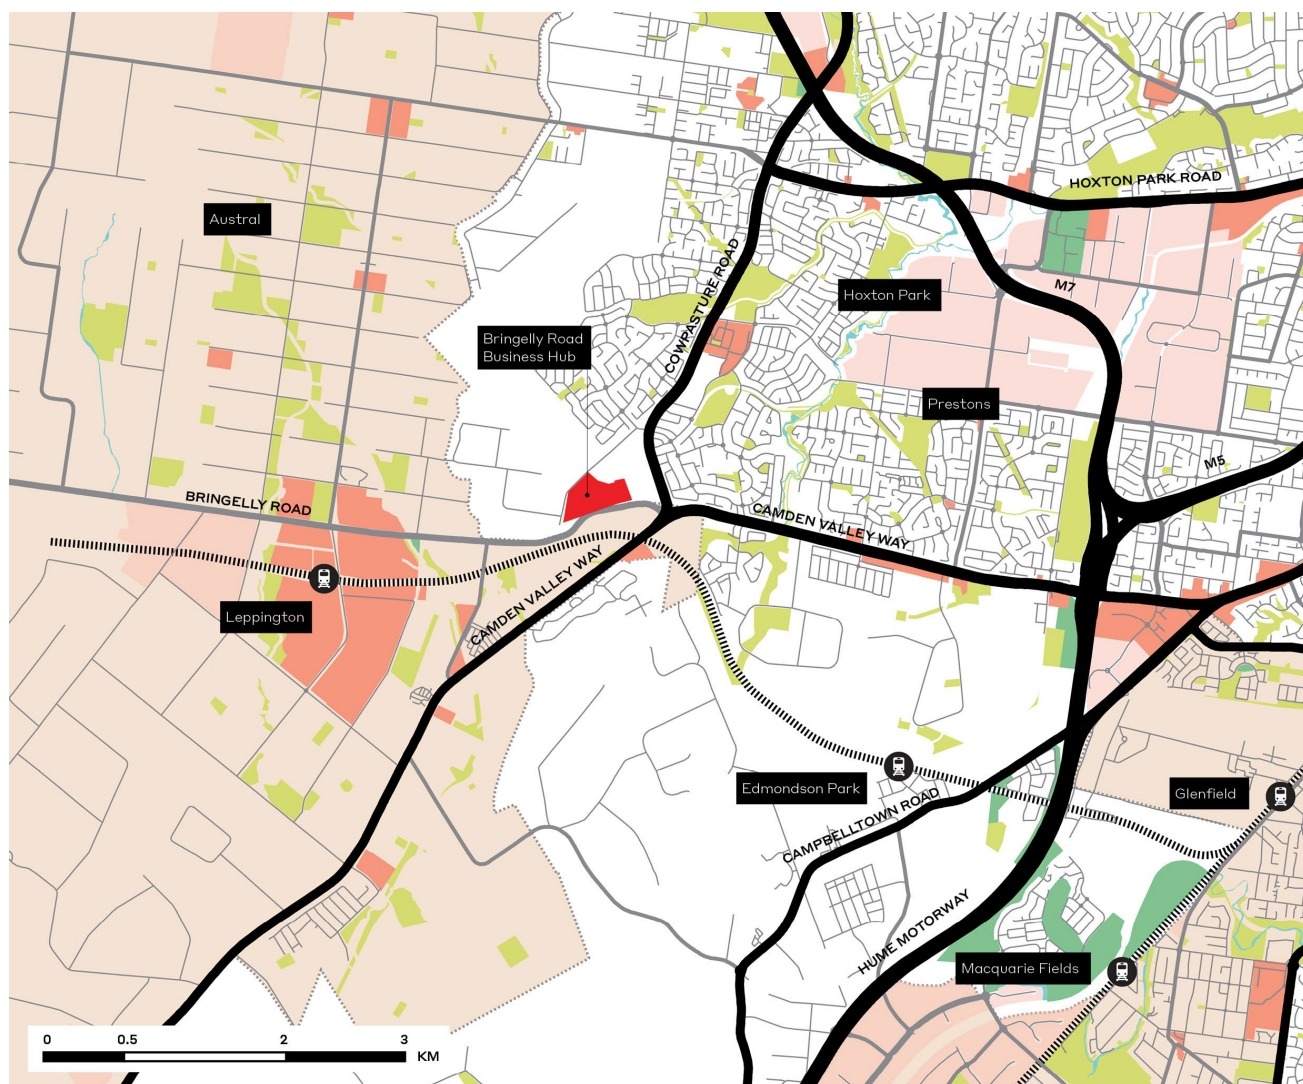 HOXTON PARK ROAD
Austral
COWPASTURE ROAD
M7
Hoxton Park
Bringelly Road
Business Hub
Prestons
M5
BRINGELLY ROAD
CAMDEN VALLEY WAY
CAMDEN VALLEY WAY
Leppington
Edmondson Park
Glenfield
CAMPBELLTOWN ROAD
HUME MOTORWAY
Macquarie Fields
0 0.5 2 3 KM